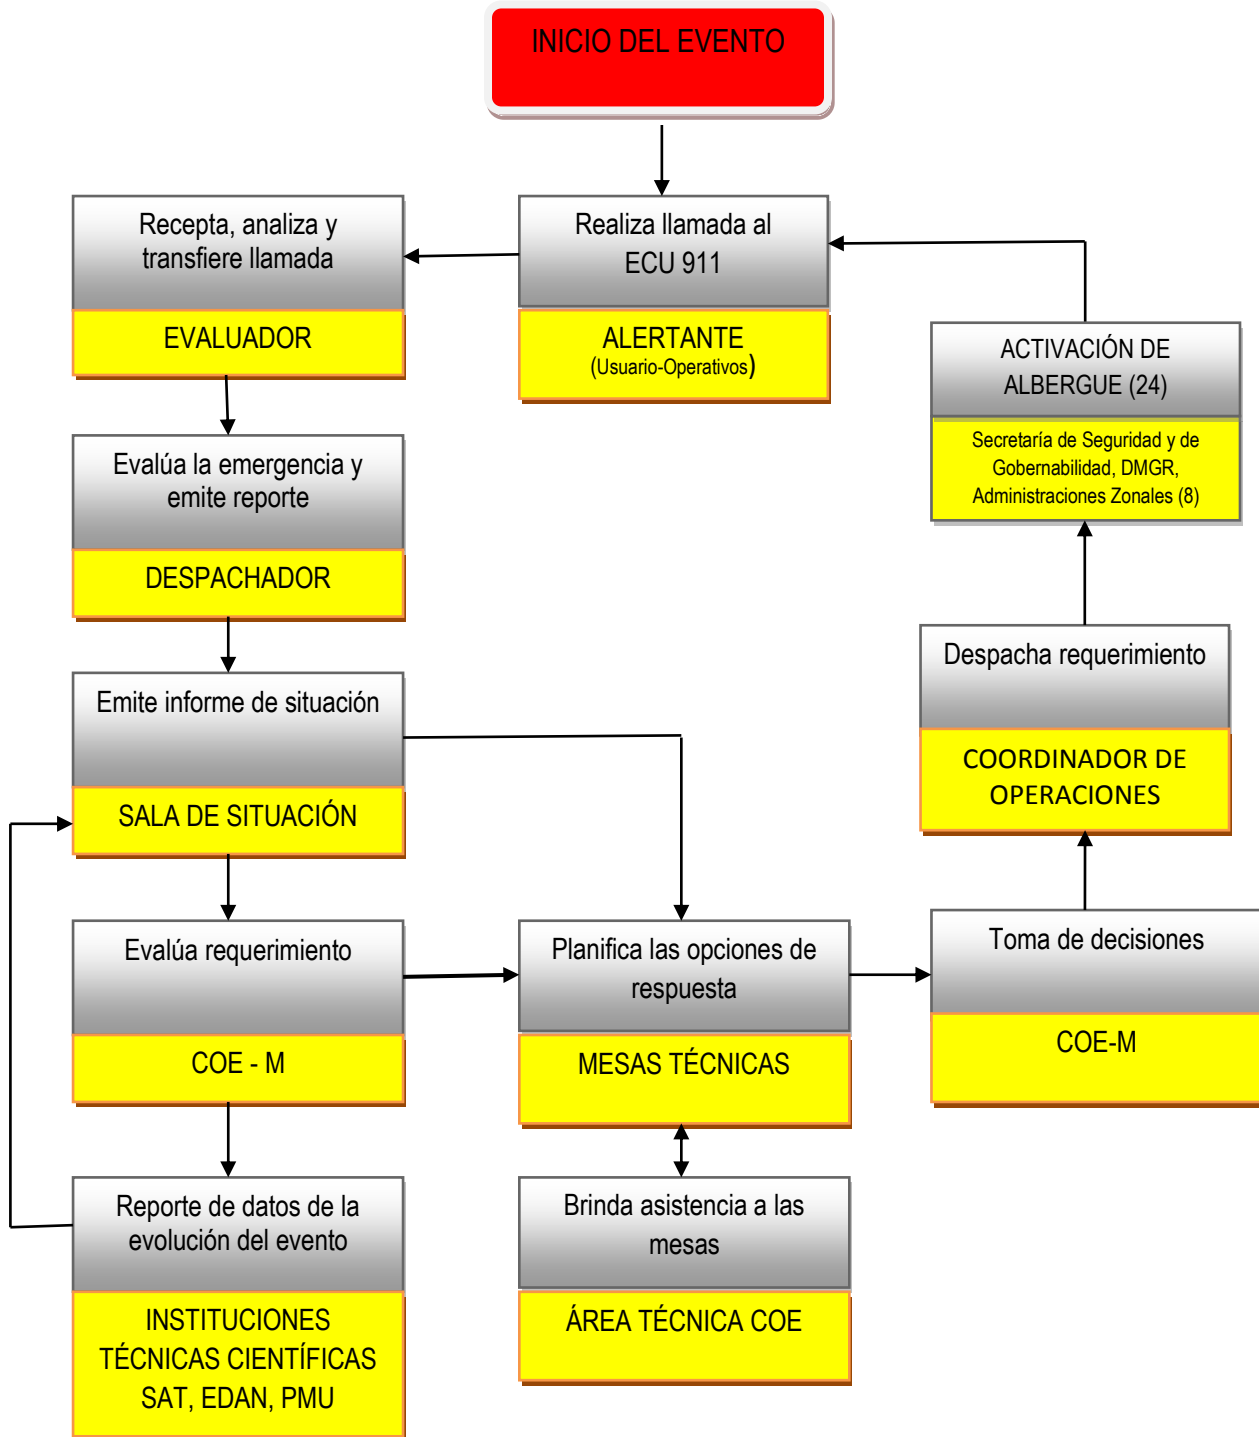 INICIO DEL EVENTO
Recepta, analiza y
transfiere llamada
EVALUADOR
Realiza llamada al
ECU 911
ALERTANTE
(Usuario-Operativos)
ACTIVACIÓN DE
ALBERGUE (24)
Secretaría de Seguridad y de
Gobernabilidad, DMGR,
Administraciones Zonales (8)
Evalúa la emergencia y
emite reporte
DESPACHADOR
Emite informe de situación
SALA DE SITUACIÓN
Despacha requerimiento
COORDINADOR DE
OPERACIONES
Evalúa requerimiento
COE - M
Planifica las opciones de
respuesta
MESAS TÉCNICAS
Toma de decisiones
COE-M
Reporte de datos de la
evolución del evento
INSTITUCIONES
TÉCNICAS CIENTÍFICAS
SAT, EDAN, PMU
Brinda asistencia a las
mesas
ÁREA TÉCNICA COE